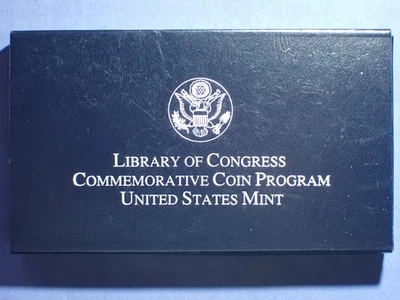 LIBRARY OF CONGRESS
COMMEMORATIVE COIN PROGRAM
UNITED STATES MINT